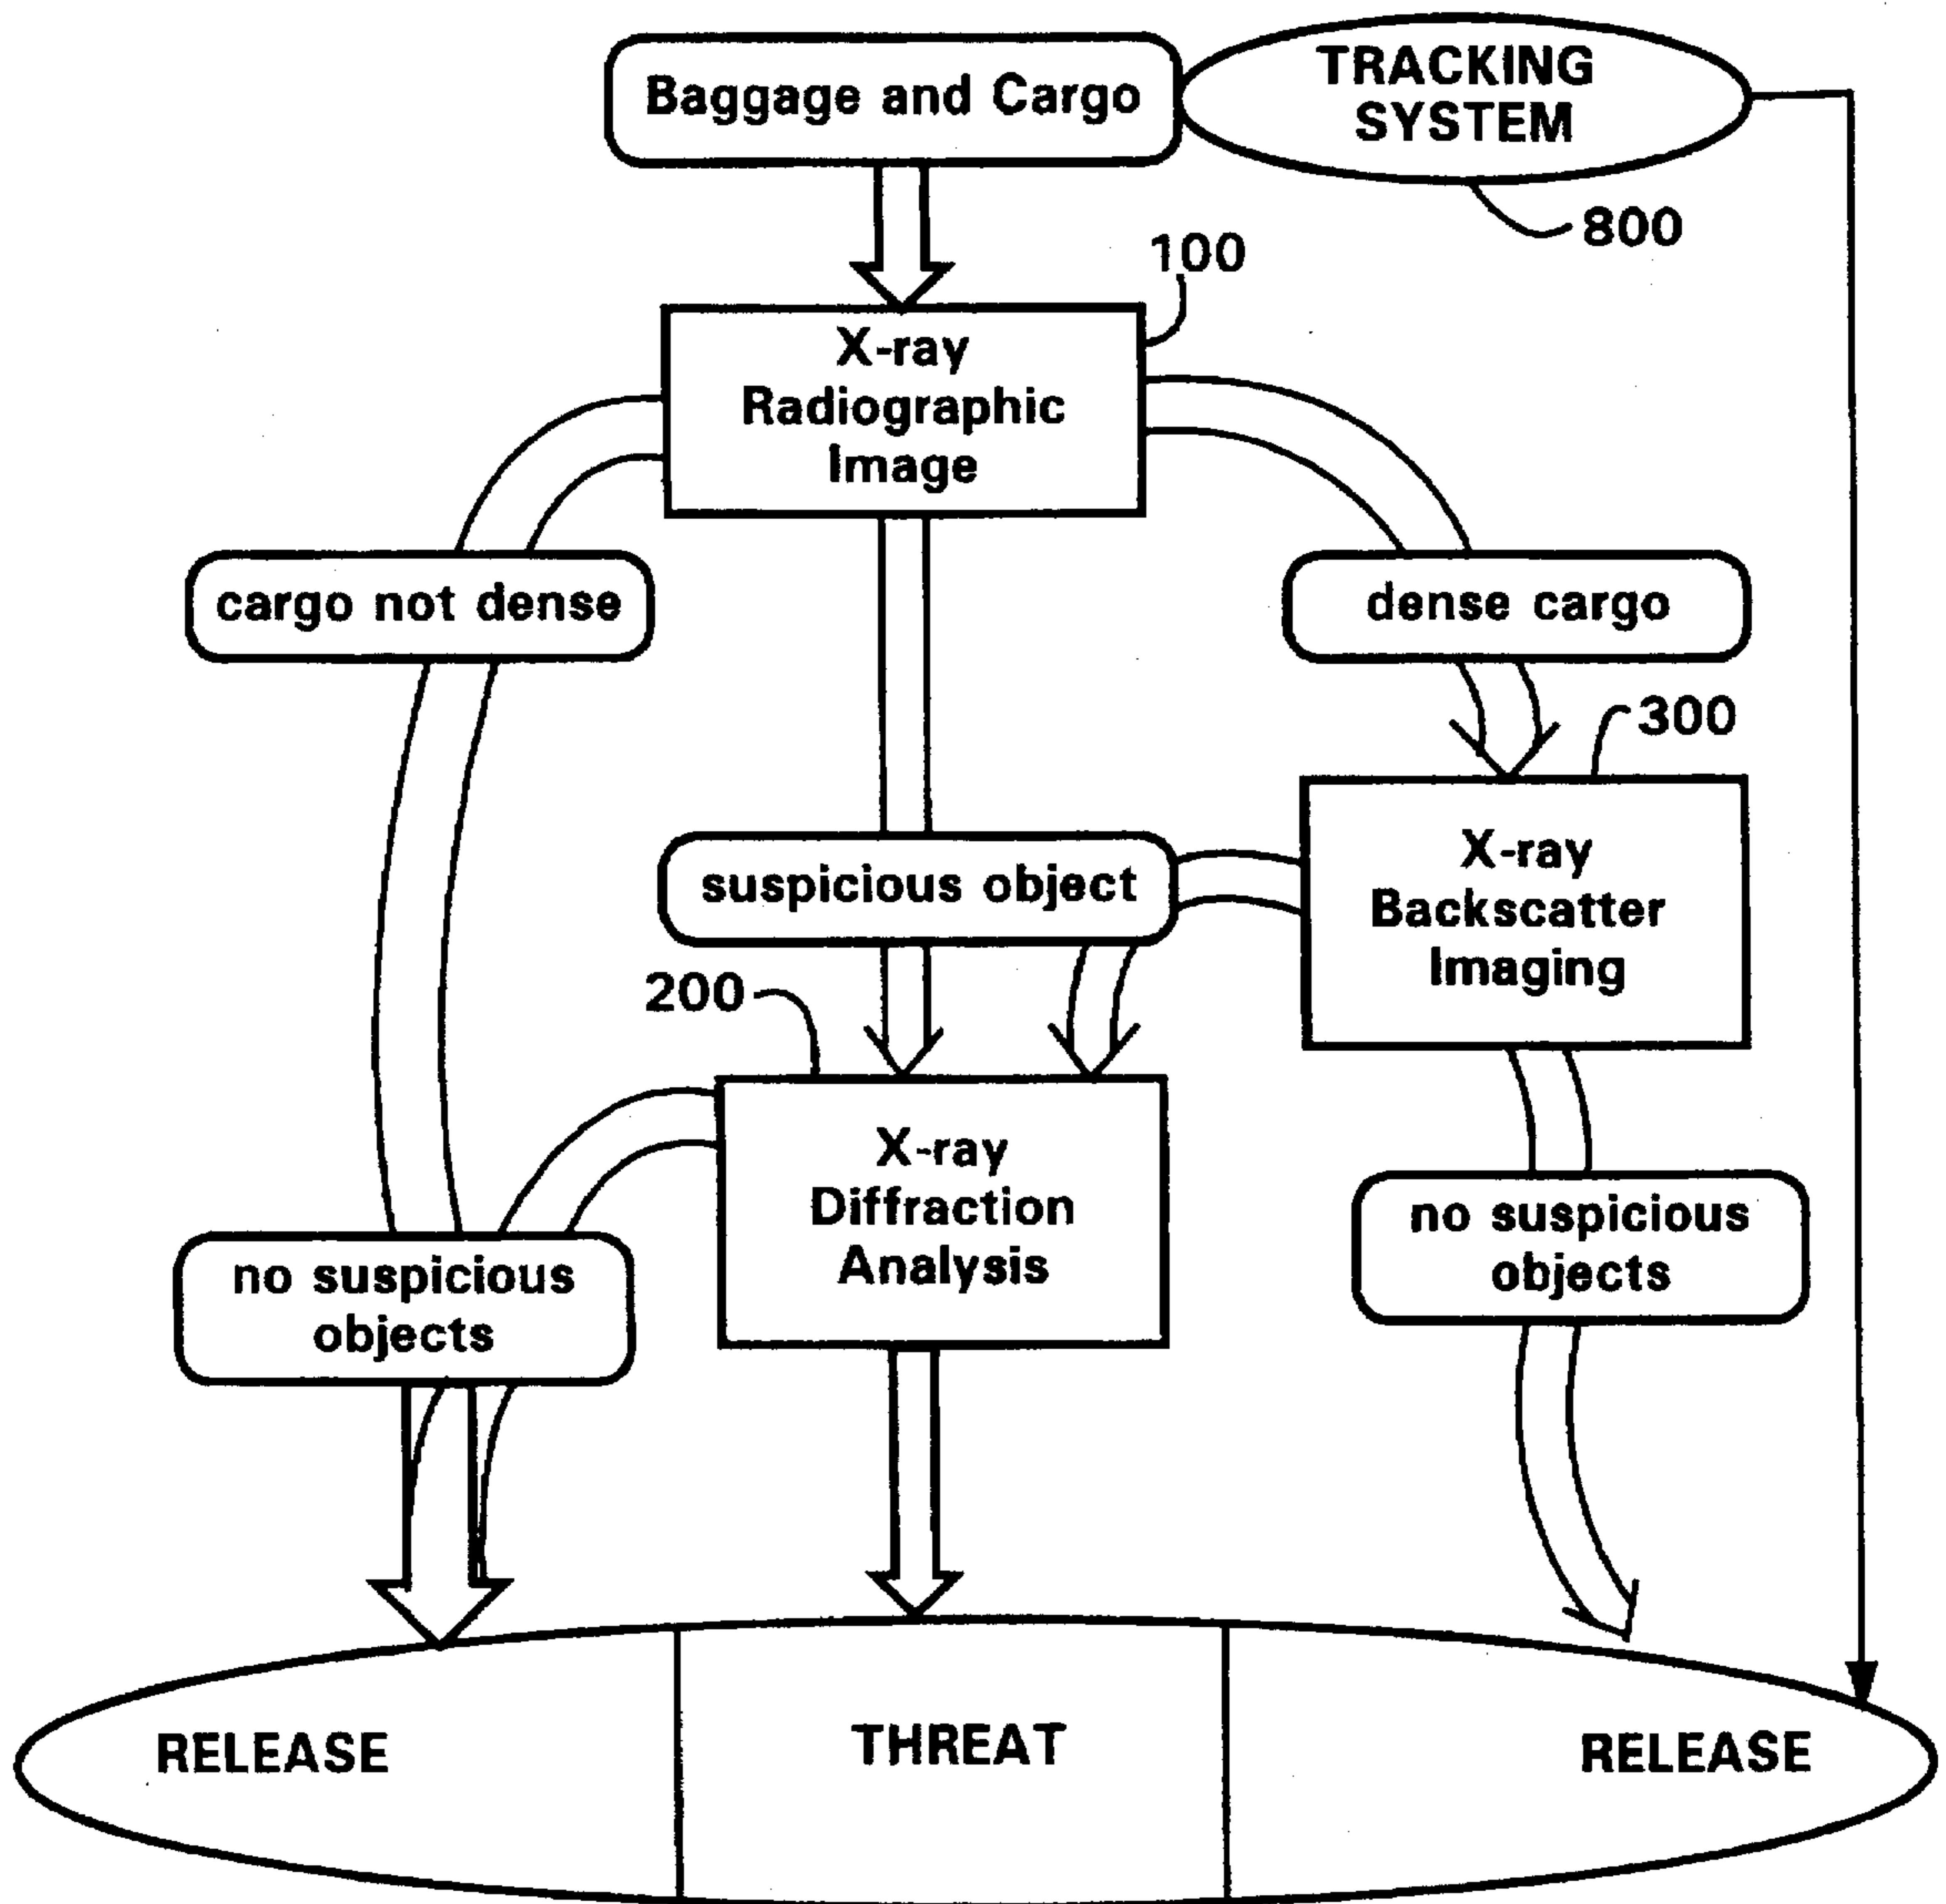 Baggage and Cargo
TRACKING
SYSTEM
800
100
X-ray
Radiographic
Image
cargo not dense
dense cargo
300
suspicious object
X-ray
Backscatter
Imaging
200
X-ray
Diffraction
Analysis
no suspicious
objects
no suspicious
objects
RELEASE
THREAT
RELEASE